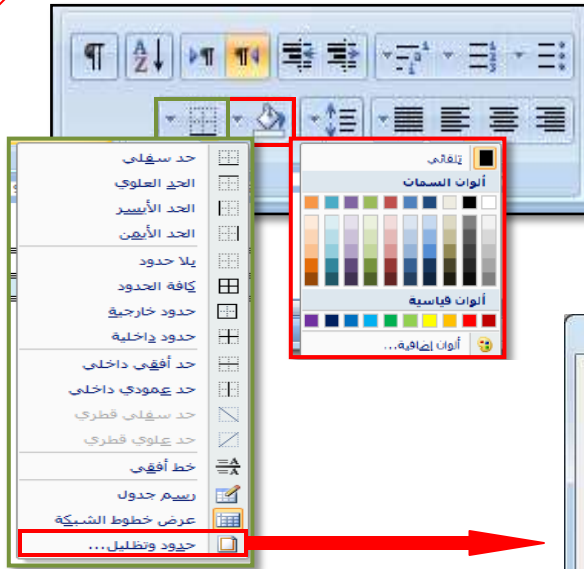 حد سفلي
الحد العلوي
الحد الأيسر
الحد الأيمن
بلا حدود
كافة الحدود
حدود خارجية
حدود داخلية
حد أفقي داخلي
حد عمودي داخلي
حد سفلي قطري
حد علوي قطري
خط أفقي
رسم جدول
عرض خطوط الشبكة
حدود وتظليل...
تلقائي
ألوان السمات
ألوان قياسية
ألوان إضافية...